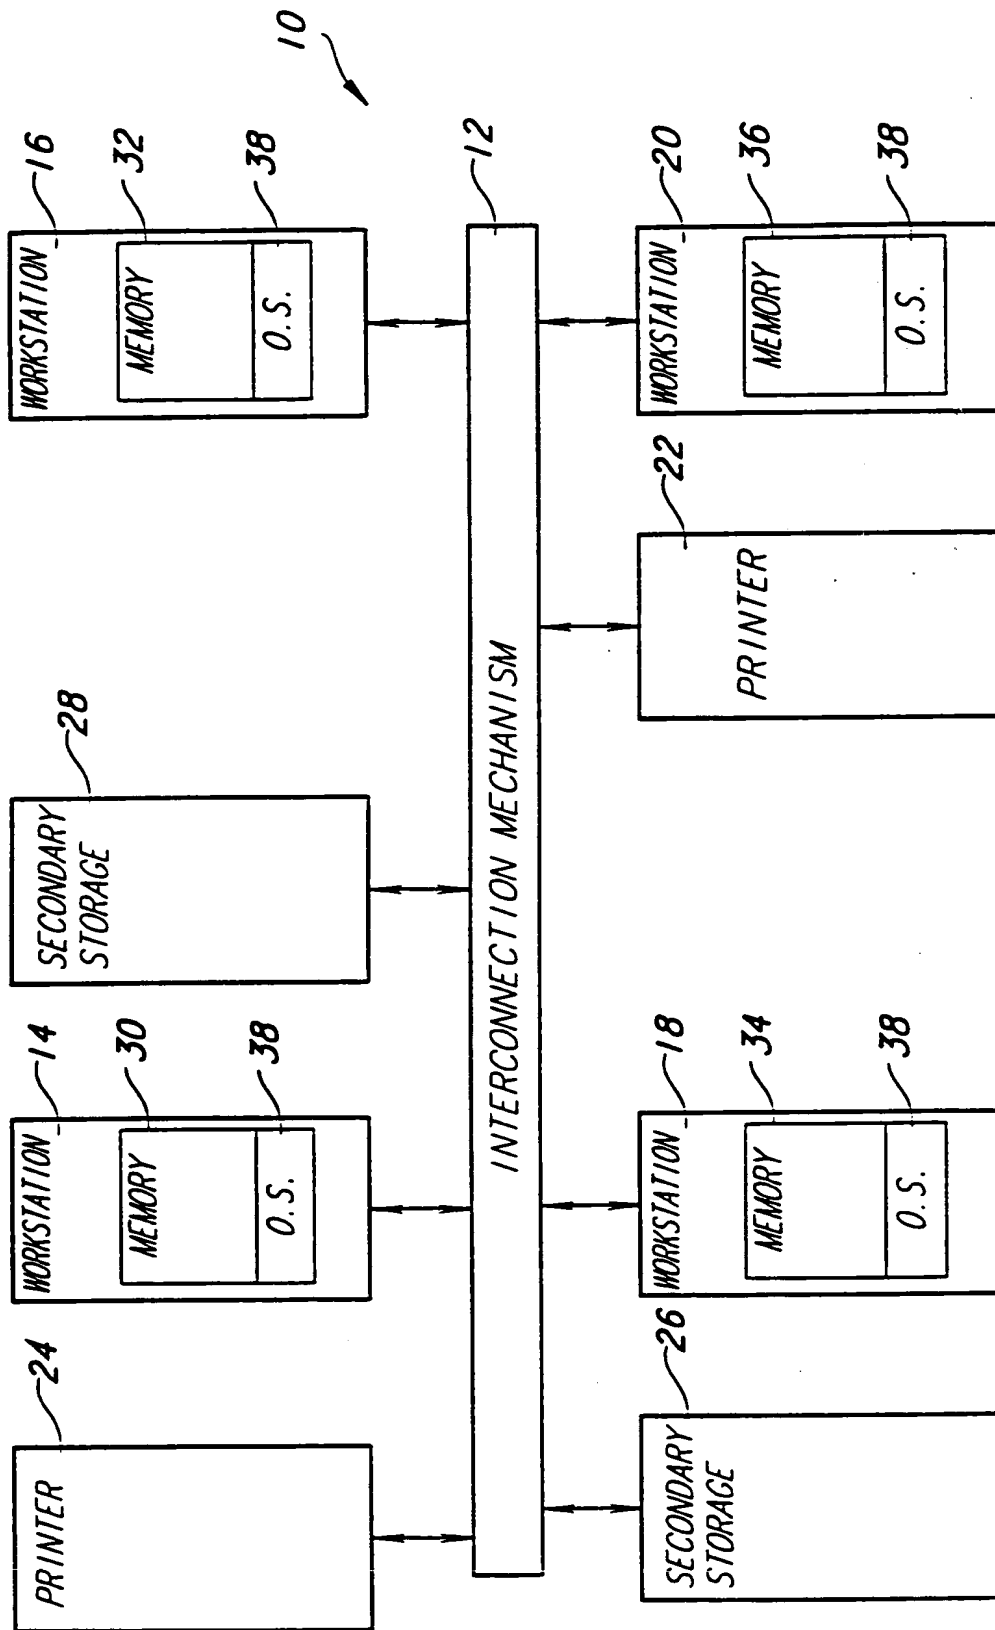 10
PRINTER
24
WORKSTATION
14
MEMORY
30
O.S.
38
SECONDARY
STORAGE
28
WORKSTATION
16
MEMORY
32
O.S.
38
INTERCONNECTION MECHANISM
12
SECONDARY
STORAGE
26
WORKSTATION
18
MEMORY
34
O.S.
38
PRINTER
22
WORKSTATION
20
MEMORY
36
O.S.
38